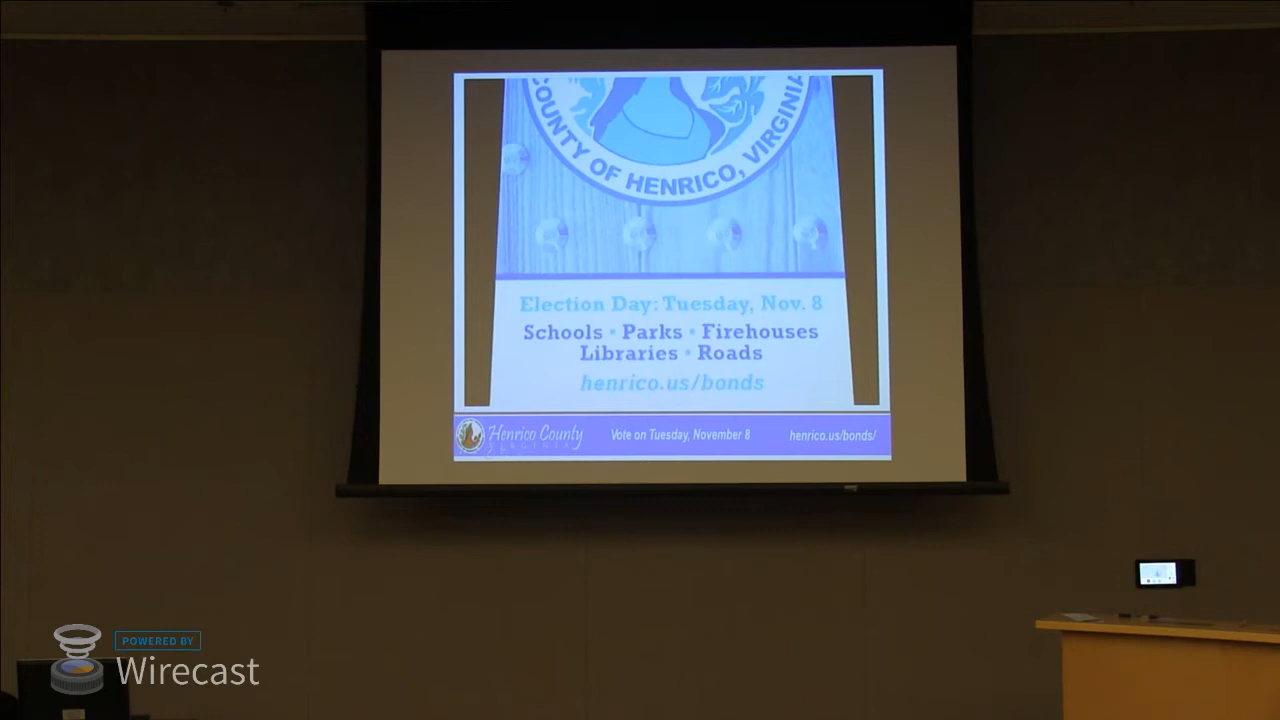 COUNTY OF HENRICO, VIRGINIA
Election Day: Tuesday, Nov. 8
Schools • Parks • Firehouses
Libraries • Roads
henrico.us/bonds
Henrico County
VIRGINIA
Vote on Tuesday, November 8
henrico.us/bonds/
POWERED BY
Wirecast